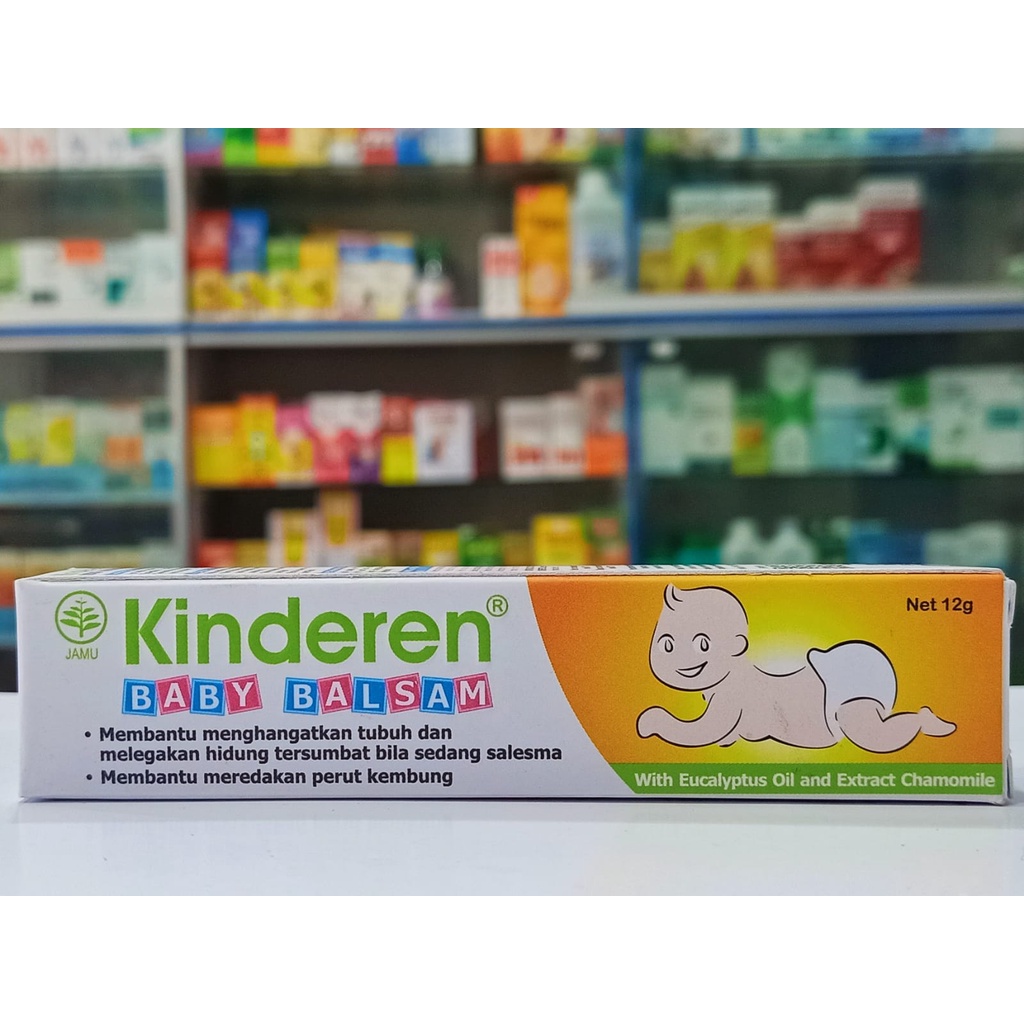 JAMU
Kinderen®
BABY BALSAM
• Membantu menghangatkan tubuh dan
melegakan hidung tersumbat bila sedang salesma
• Membantu meredakan perut kembung
Net 12g
With Eucalyptus Oil and Extract Chamomile